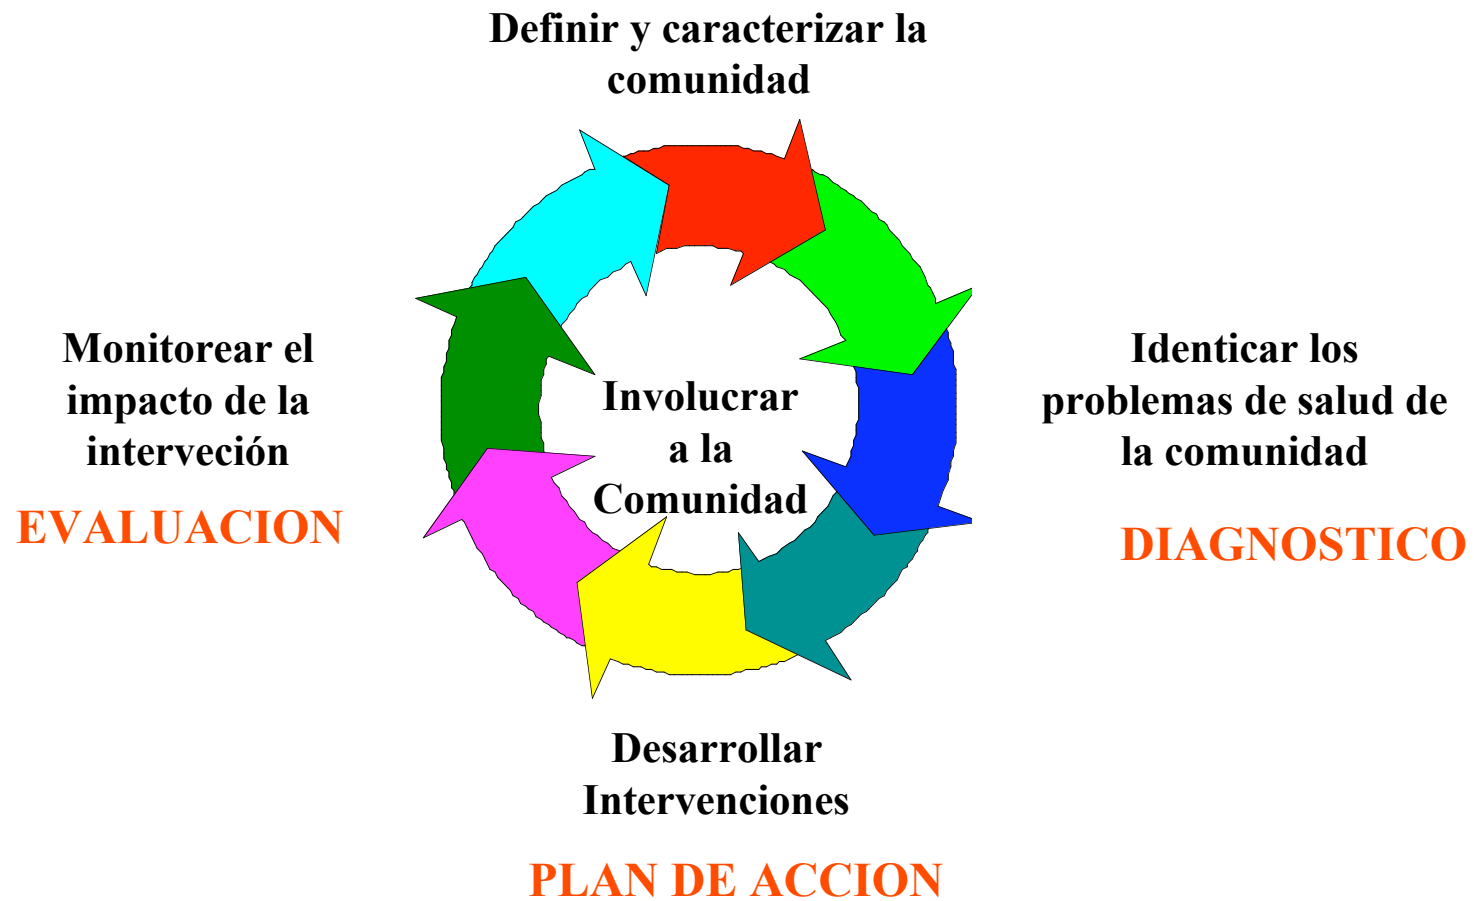 Definir y caracterizar la
comunidad
Monitorear el
impacto de la
interveción
EVALUACION
Involucrar
a la
Comunidad
Identicar los
problemas de salud de
la comunidad
DIAGNOSTICO
Desarrollar
Intervenciones
PLAN DE ACCION